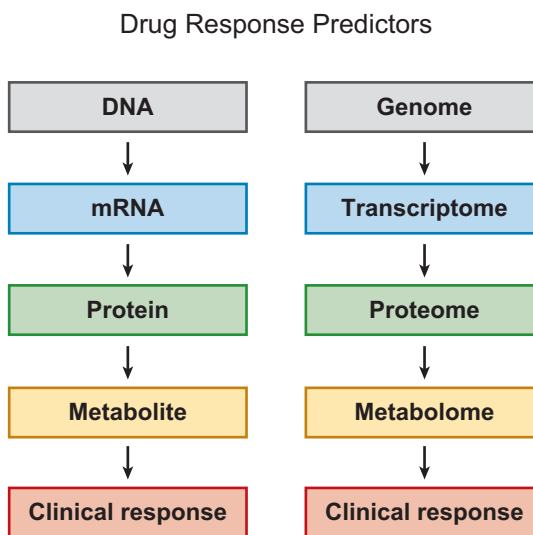 Drug Response Predictors
DNA
Genome
mRNA
Transcriptome
Protein
Proteome
Metabolite
Metabolome
Clinical response
Clinical response